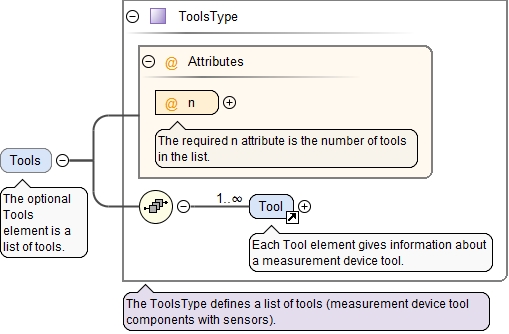 ToolsType
@ Attributes
@ n
The required n attribute is the number of tools
in the list.
Tools
The optional
Tools
element is a
list of tools.
1..∞
Tool
Each Tool element gives information about
a measurement device tool.
The ToolsType defines a list of tools (measurement device tool
components with sensors).